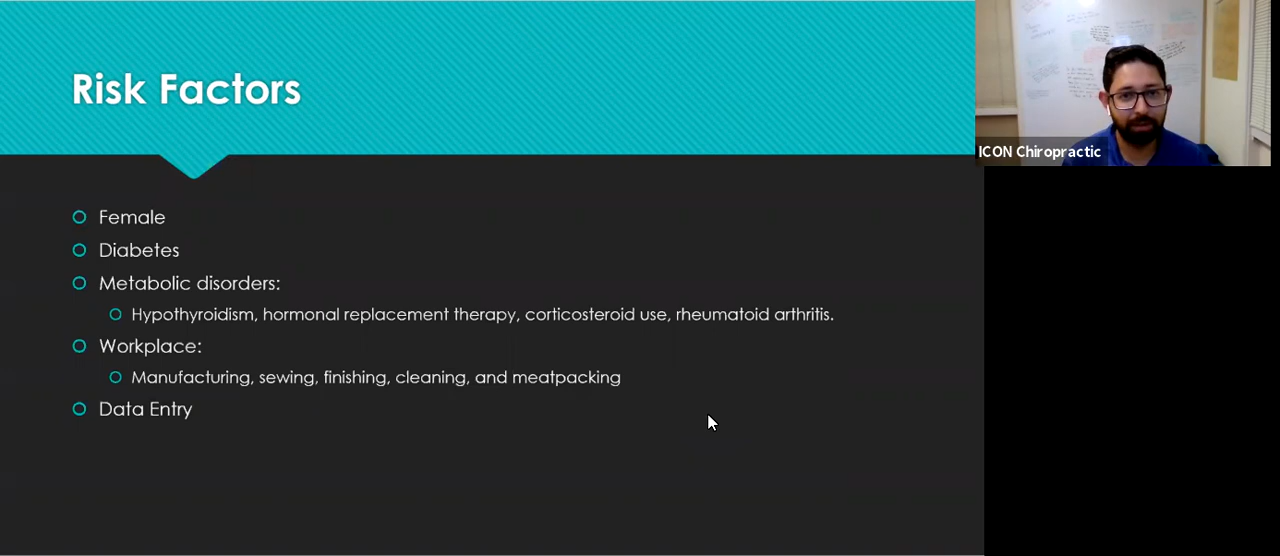 Risk Factors
ICON Chiropractic
Female
Diabetes
Metabolic disorders:
Hypothyroidism, hormonal replacement therapy, corticosteroid use, rheumatoid arthritis.
Workplace:
Manufacturing, sewing, finishing, cleaning, and meatpacking
Data Entry